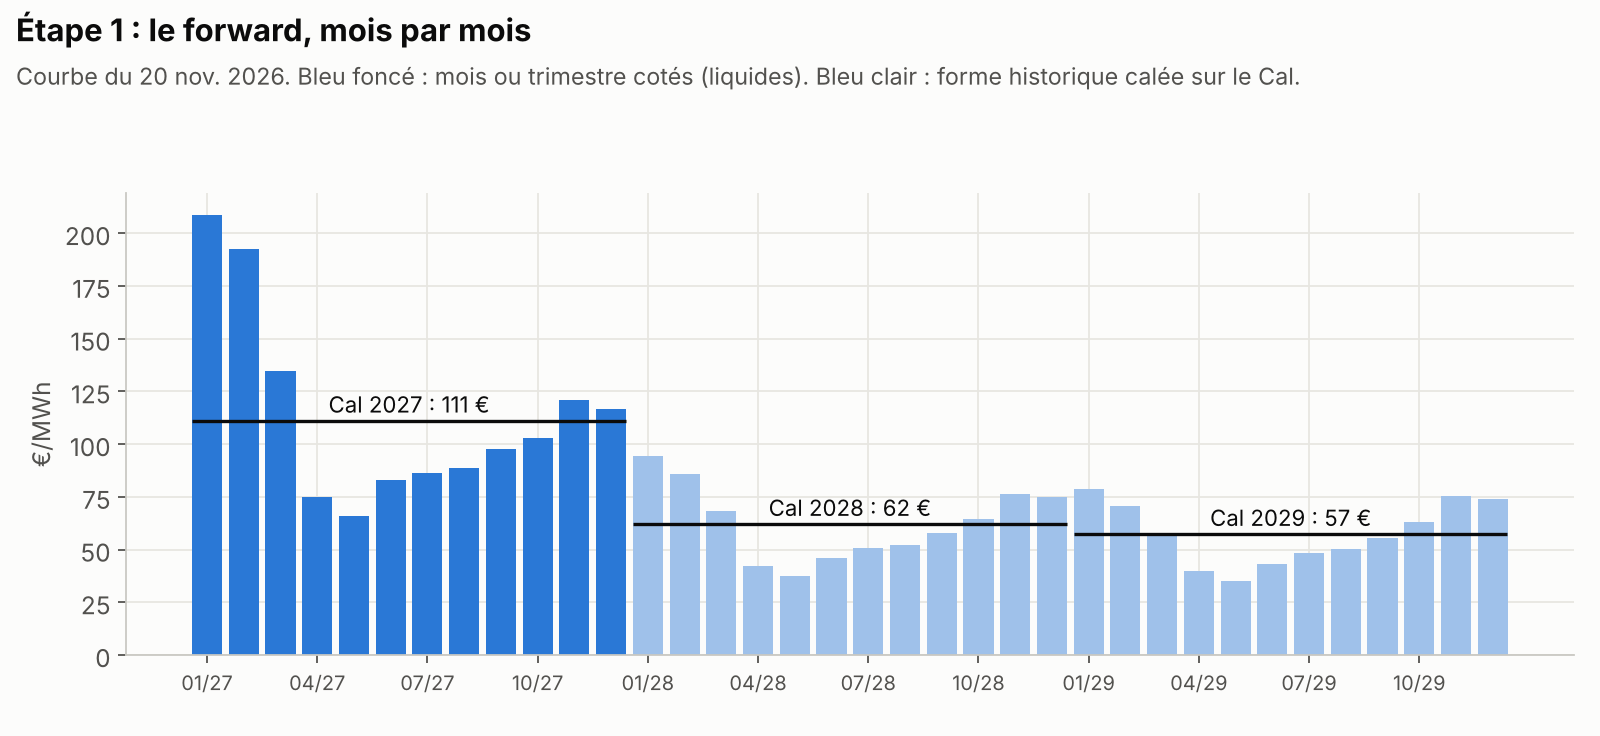 Étape 1 : le forward, mois par mois
Courbe du 20 nov. 2026. Bleu foncé : mois ou trimestre cotés (liquides). Bleu clair : forme historique calée sur le Cal.
€/MWh
200
175
150
125
100
75
50
25
0
Cal 2027 : 111 €
Cal 2028 : 62 €
Cal 2029 : 57 €
01/27 04/27 07/27 10/27 01/28 04/28 07/28 10/28 01/29 04/29 07/29 10/29